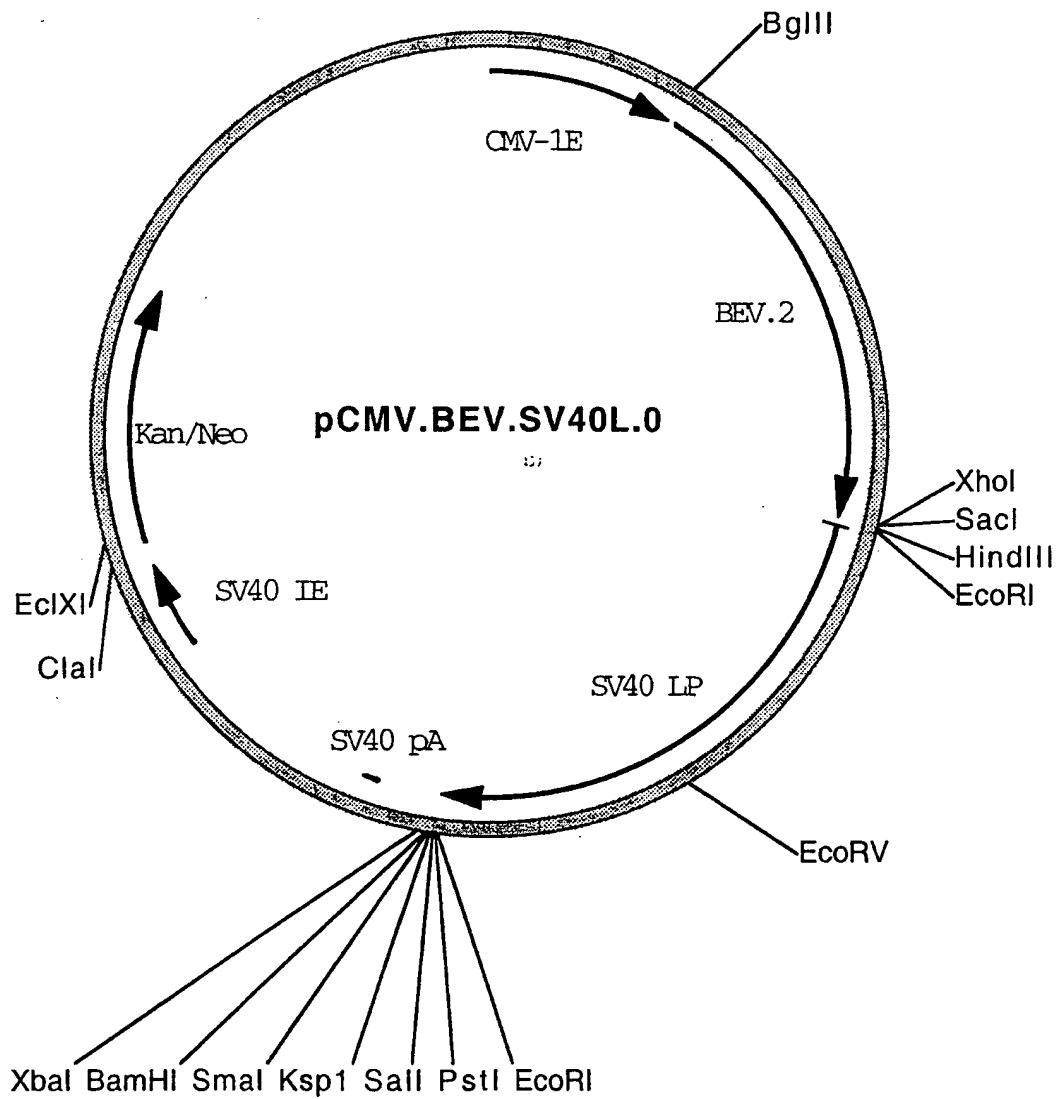 BglII
CMV-1E
BEV.2
Kan/Neo
pCMV.BEV.SV40L.0
XhoI
SacI
HindIII
EcoRI
SV40 IE
EclXI
ClaI
SV40 LP
SV40 pA
EcoRV
XbaI BamHI SmaI Ksp1 SalI PstI EcoRI